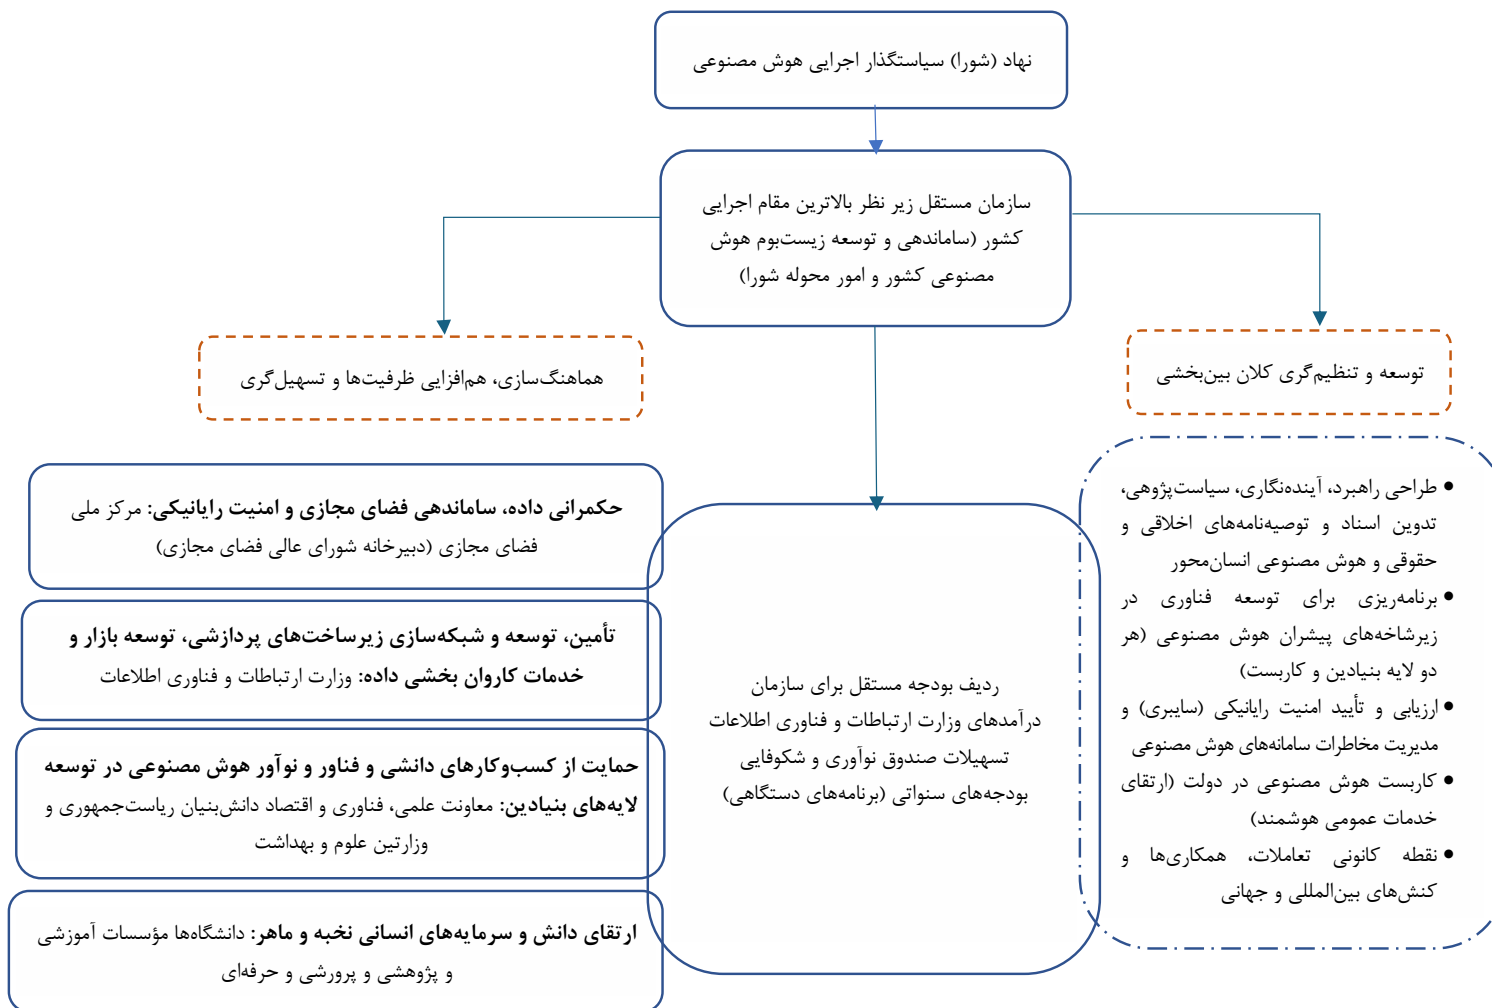 نهاد (شورا) سیاستگذار اجرایی هوش مصنوعی
سازمان مستقل زیر نظر بالاترین مقام اجرایی
کشور (ساماندهی و توسعه زیست‌بوم هوش
مصنوعی کشور و امور محوله شورا)
توسعه و تنظیم‌گری کلان بین‌بخشی
● طراحی راهبرد، آینده‌نگاری، سیاست‌پژوهی،
تدوین اسناد و توصیه‌نامه‌های اخلاقی و
حقوقی و هوش مصنوعی انسان‌محور
● برنامه‌ریزی برای توسعه فناوری در
زیرشاخه‌های پیشران هوش مصنوعی (هر
دو لایه بنیادین و کاربست)
● ارزیابی و تأیید امنیت رایانیکی (سایبری) و
مدیریت مخاطرات سامانه‌های هوش مصنوعی
● کاربست هوش مصنوعی در دولت (ارتقای
خدمات عمومی هوشمند)
● نقطه کانونی تعاملات، همکاری‌ها و
کنش‌های بین‌المللی و جهانی
ردیف بودجه مستقل برای سازمان
درآمدهای وزارت ارتباطات و فناوری اطلاعات
تسهیلات صندوق نوآوری و شکوفایی
بودجه‌های سنواتی (برنامه‌های دستگاهی)
هماهنگ‌سازی، هم‌افزایی ظرفیت‌ها و تسهیل‌گری
حکمرانی داده، ساماندهی فضای مجازی و امنیت رایانیکی: مرکز ملی
فضای مجازی (دبیرخانه شورای عالی فضای مجازی)
تأمین، توسعه و شبکه‌سازی زیرساخت‌های پردازشی، توسعه بازار و
خدمات کاروان بخشی داده: وزارت ارتباطات و فناوری اطلاعات
حمایت از کسب‌وکارهای دانشی و فناور و نوآور هوش مصنوعی در توسعه
لایه‌های بنیادین: معاونت علمی، فناوری و اقتصاد دانش‌بنیان ریاست‌جمهوری و
وزارتین علوم و بهداشت
ارتقای دانش و سرمایه‌های انسانی نخبه و ماهر: دانشگاه‌ها مؤسسات آموزشی
و پژوهشی و پرورشی و حرفه‌ای